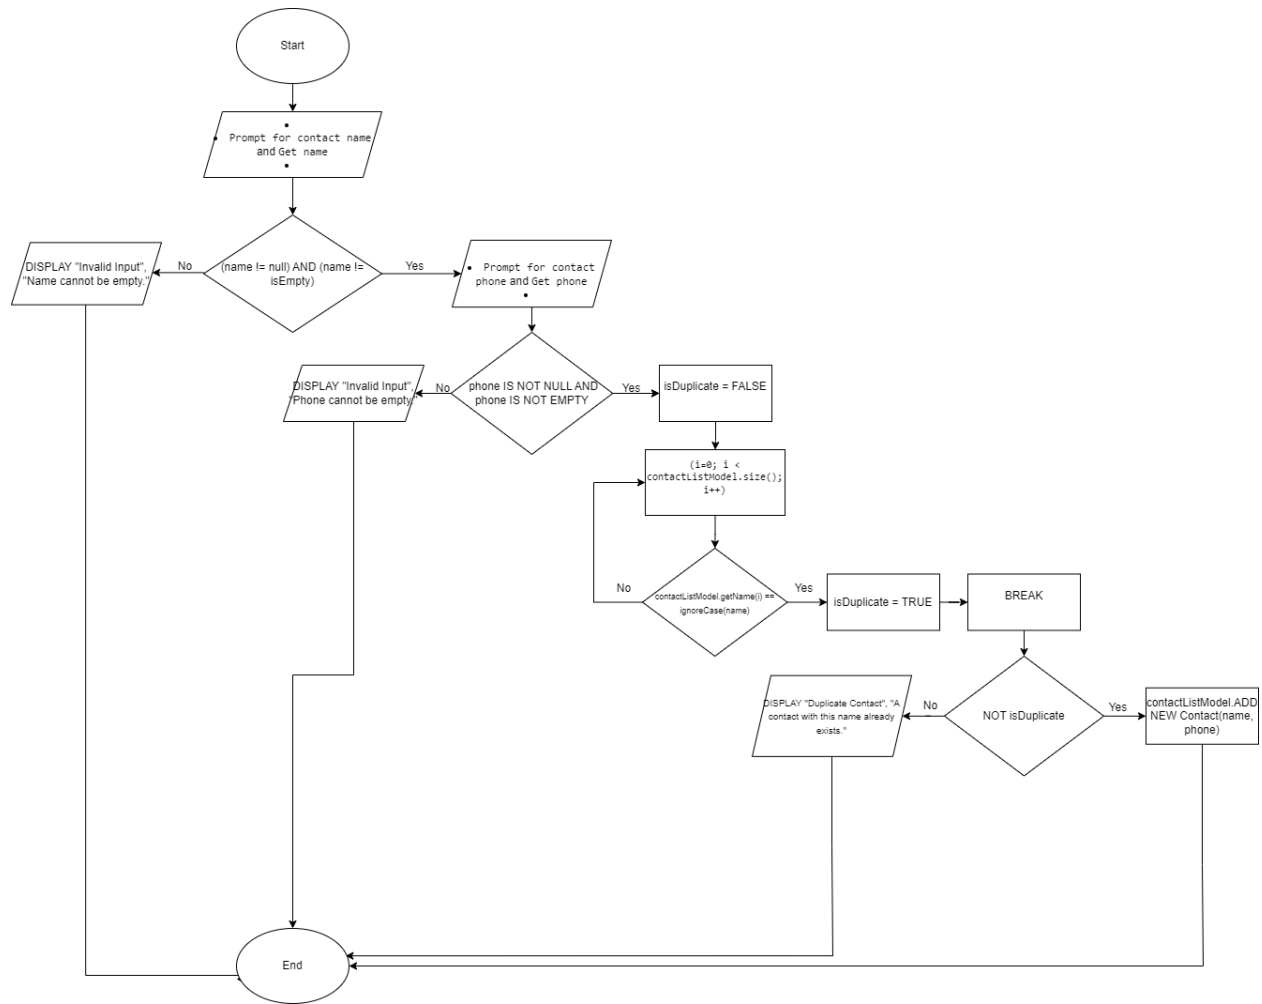 Start
•
• Prompt for contact name
and Get name
•
(name != null) AND (name !=
isEmpty)
No
Yes
DISPLAY "Invalid Input",
"Name cannot be empty."
• Prompt for contact
phone and Get phone
•
phone IS NOT NULL AND
phone IS NOT EMPTY
No
Yes
DISPLAY "Invalid Input",
"Phone cannot be empty."
isDuplicate = FALSE
(i=0; i <
contactListModel.size();
i++)
contactListModel.getName(i) ==
ignoreCase(name)
No
Yes
isDuplicate = TRUE
BREAK
NOT isDuplicate
No
Yes
DISPLAY "Duplicate Contact", "A
contact with this name already
exists."
contactListModel.ADD
NEW Contact(name,
phone)
End